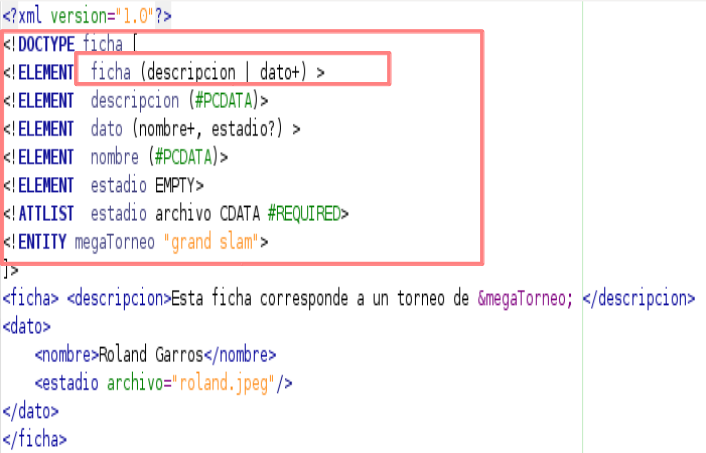 <?xml version="1.0"?>
<!DOCTYPE ficha [
<!ELEMENT ficha (descripcion | dato+) >
<!ELEMENT descripcion (#PCDATA)>
<!ELEMENT dato (nombre+, estadio?) >
<!ELEMENT nombre (#PCDATA)>
<!ELEMENT estadio EMPTY>
<!ATTLIST estadio archivo CDATA #REQUIRED>
<!ENTITY megaTorneo "grand slam">
]>
<ficha> <descripcion>Esta ficha corresponde a un torneo de &megaTorneo; </descripcion>
<dato>
<nombre>Roland Garros</nombre>
<estadio archivo="roland.jpeg"/>
</dato>
</ficha>